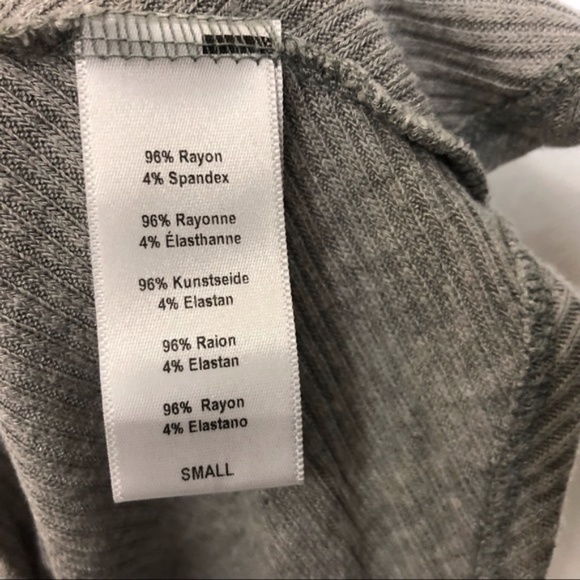 96% Rayon
4% Spandex
96% Rayonne
4% Élasthanne
96% Kunstseide
4% Elastan
96% Raion
4% Elastan
96% Rayon
4% Elastano
SMALL